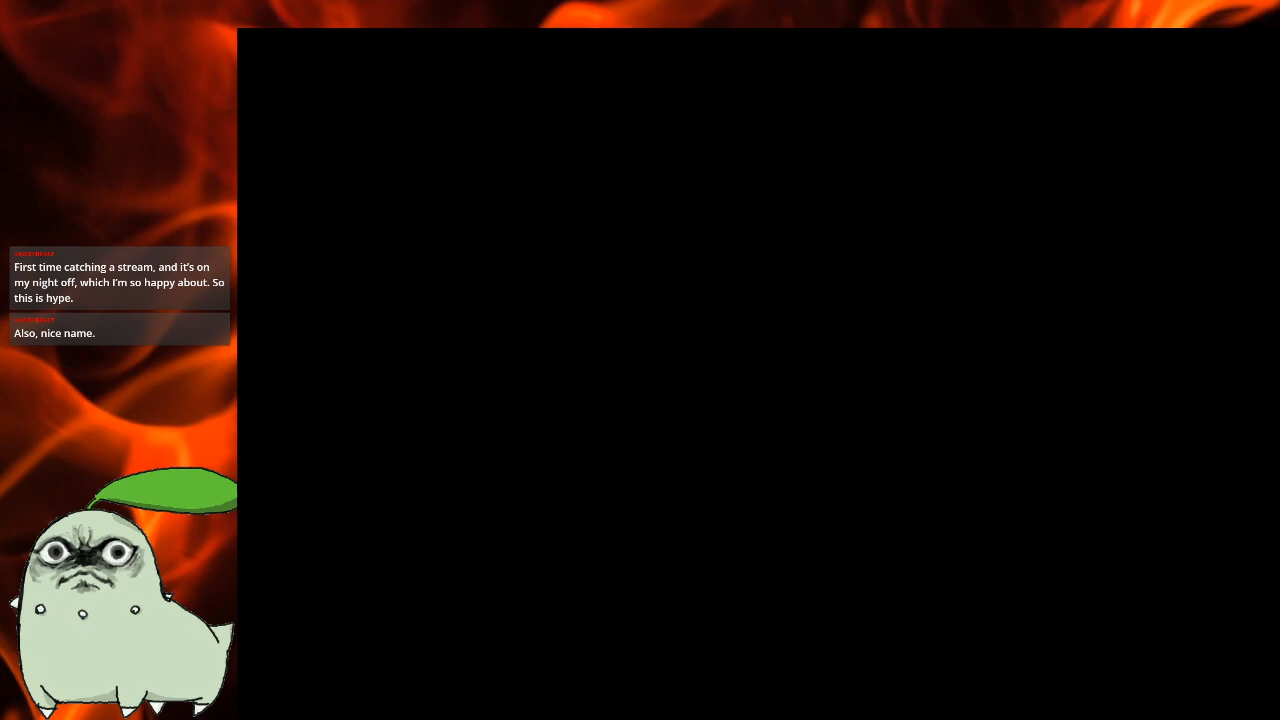 First time catching a stream, and it's on
my night off, which I'm so happy about. So
this is hype.
Also, nice name.